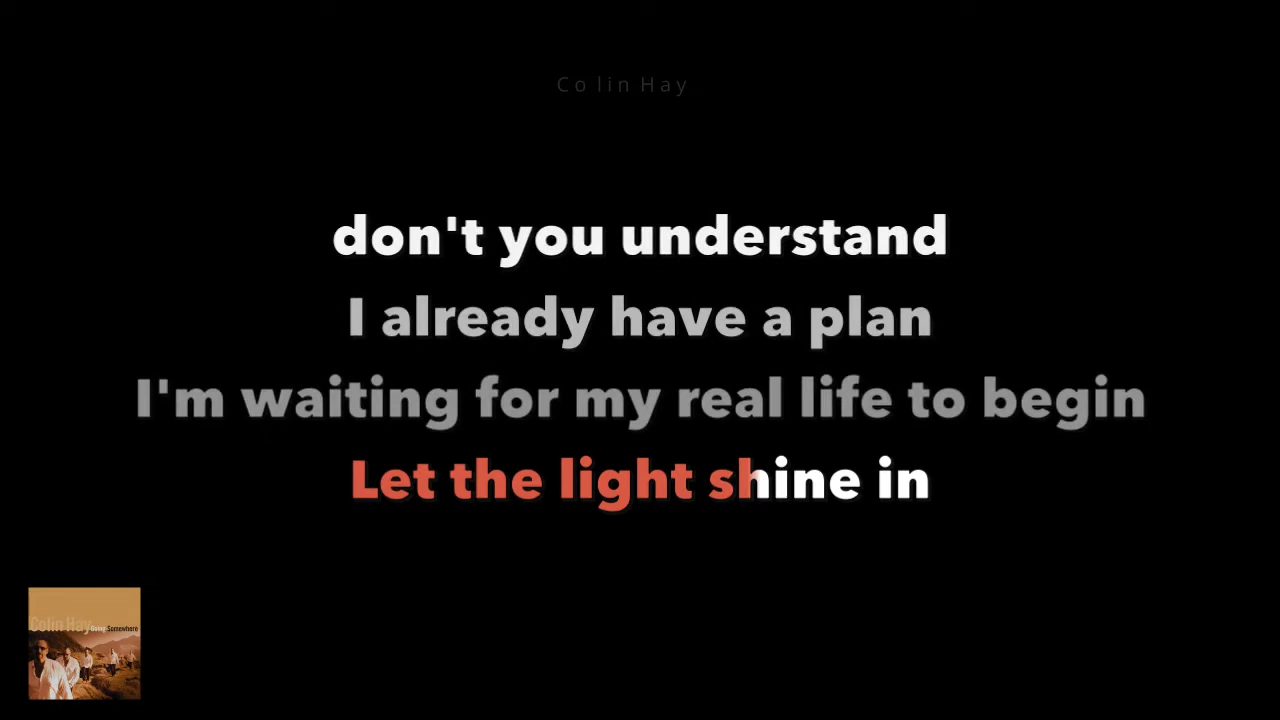 Colin Hay
don't you understand
I already have a plan
I'm waiting for my real life to begin
Let the light shine in
Colin Hay Going Somewhere